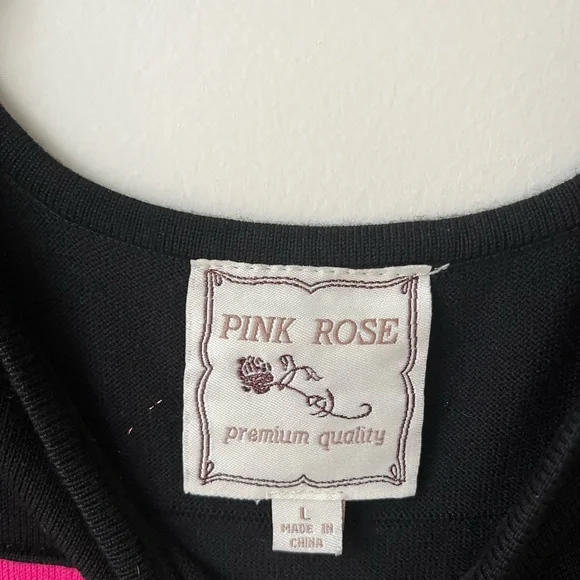 PINK ROSE
premium quality
L
MADE IN
CHINA